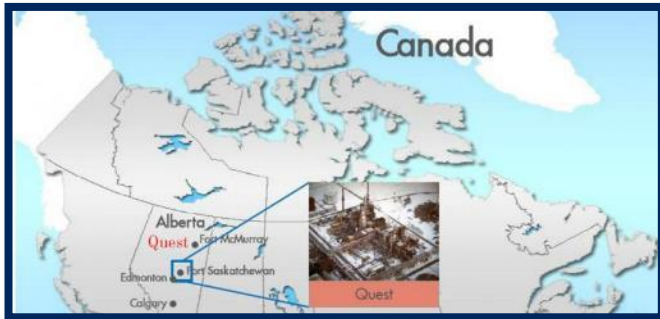 Canada
Alberta
Quest Fort McMurray
Edmonton Fort Saskatchewan
Calgary
Quest